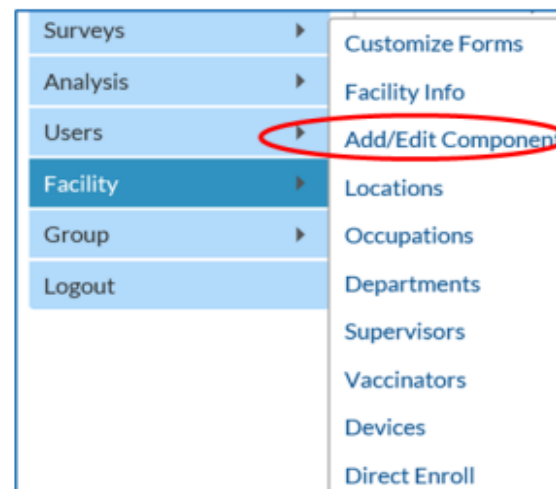 Surveys
Analysis
Users
Facility
Group
Logout
Customize Forms
Facility Info
Add/Edit Component
Locations
Occupations
Departments
Supervisors
Vaccinators
Devices
Direct Enroll